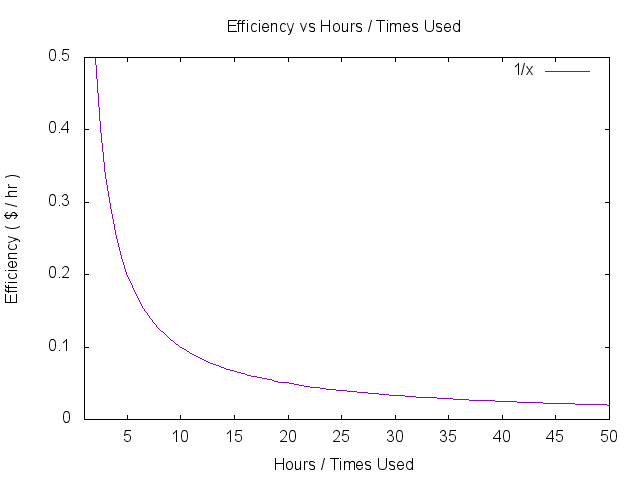 Efficiency vs Hours / Times Used
1/x
0.5
0.4
0.3
0.2
0.1
0
Efficiency ( $ / hr )
5 10 15 20 25 30 35 40 45 50
Hours / Times Used